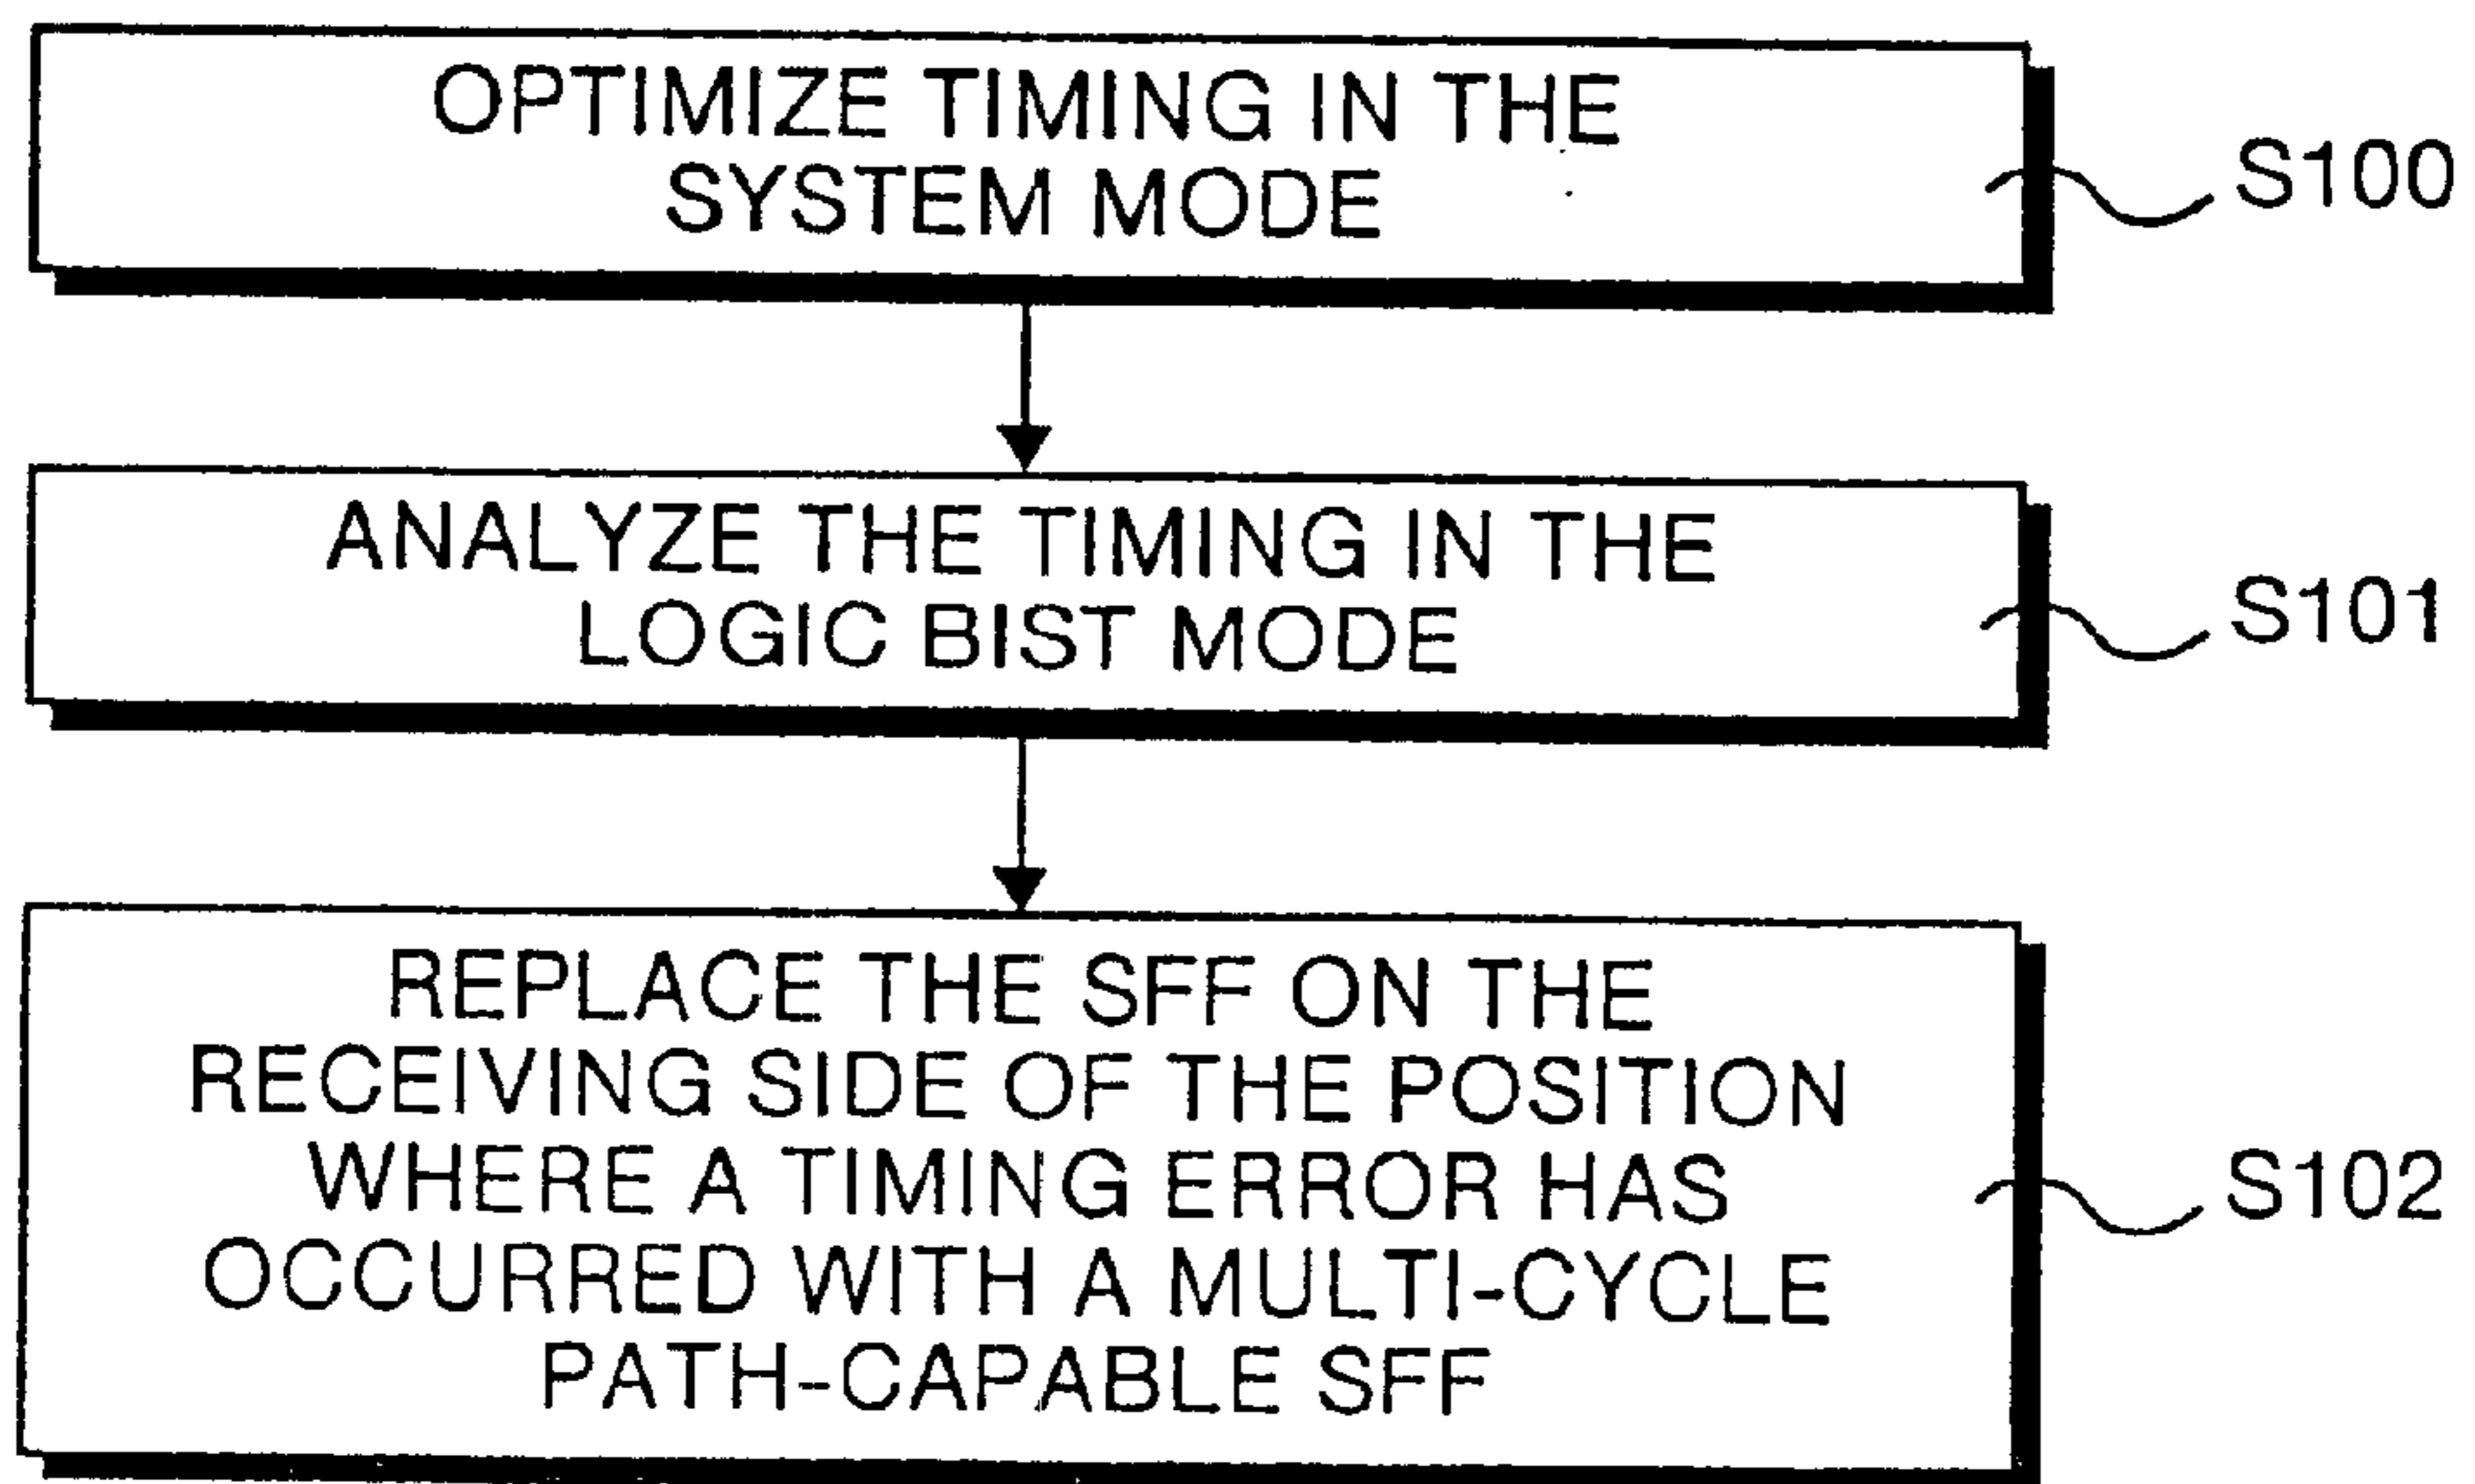 OPTIMIZE TIMING IN THE
SYSTEM MODE
S100
ANALYZE THE TIMING IN THE
LOGIC BIST MODE
S101
REPLACE THE SFF ON THE
RECEIVING SIDE OF THE POSITION
WHERE A TIMING ERROR HAS
OCCURRED WITH A MULTI-CYCLE
PATH-CAPABLE SFF
S102